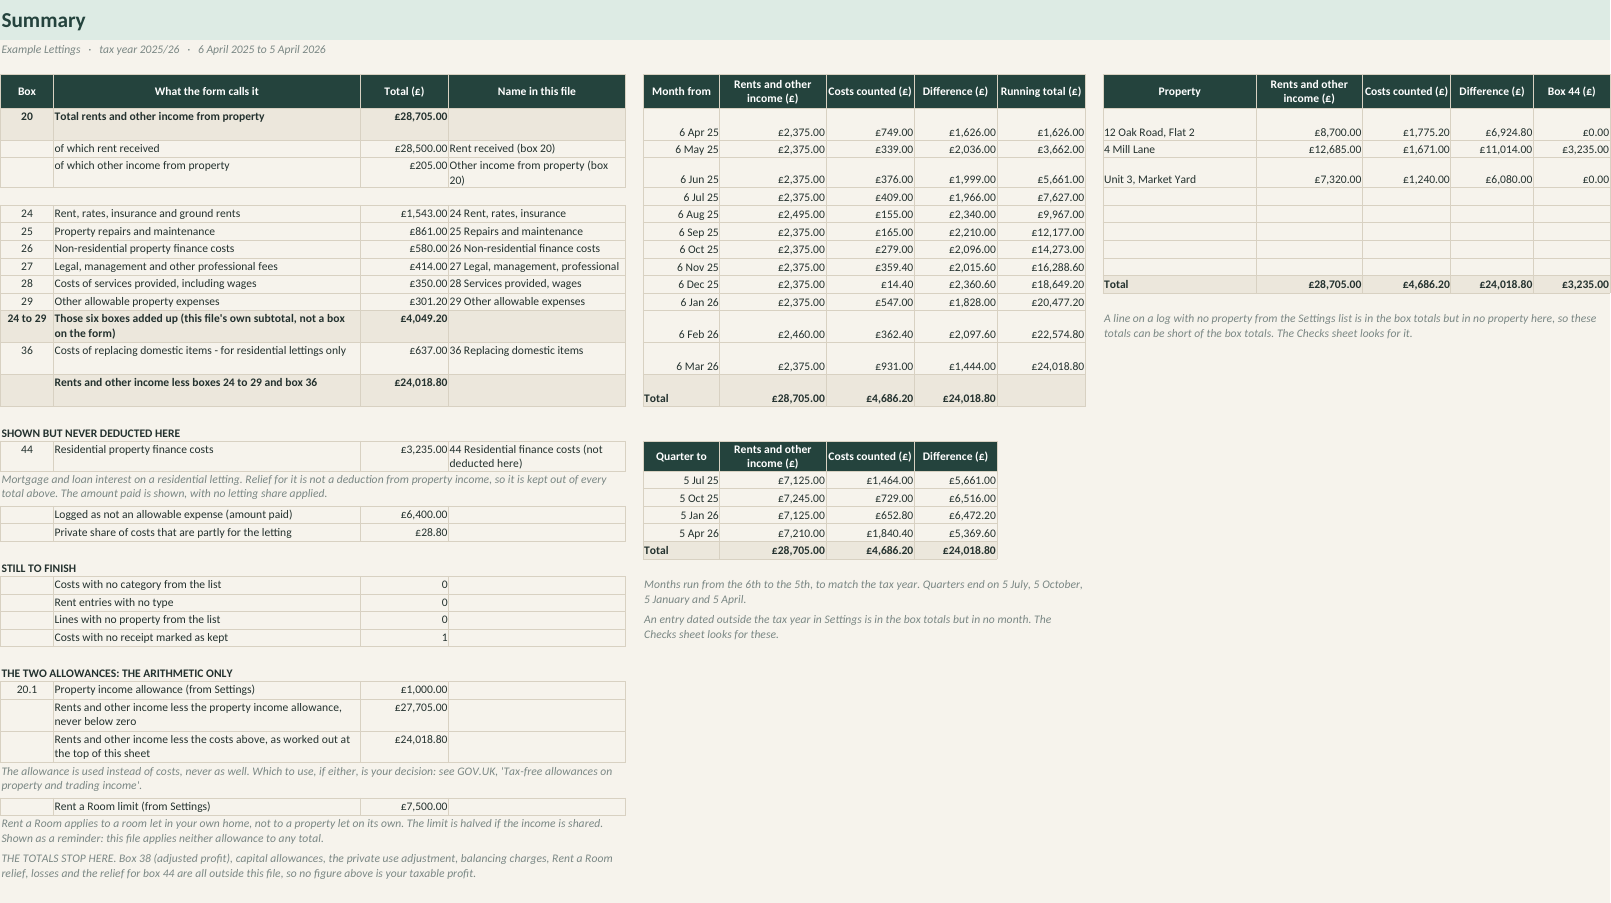 Summary
Example Lettings · tax year 2025/26 · 6 April 2025 to 5 April 2026
Box What the form calls it Total (£) Name in this file
20 Total rents and other income from property £28,705.00
of which rent received £28,500.00 Rent received (box 20)
of which other income from property £205.00 Other income from property (box
20)
24 Rent, rates, insurance and ground rents £1,543.00 24 Rent, rates, insurance
25 Property repairs and maintenance £861.00 25 Repairs and maintenance
26 Non-residential property finance costs £580.00 26 Non-residential finance costs
27 Legal, management and other professional fees £414.00 27 Legal, management, professional
28 Costs of services provided, including wages £350.00 28 Services provided, wages
29 Other allowable property expenses £301.20 29 Other allowable expenses
24 to 29 Those six boxes added up (this file's own subtotal, not a box £4,049.20
on the form)
36 Costs of replacing domestic items - for residential lettings only £637.00 36 Replacing domestic items
Rents and other income less boxes 24 to 29 and box 36 £24,018.80
SHOWN BUT NEVER DEDUCTED HERE
44 Residential property finance costs £3,235.00 44 Residential finance costs (not
deducted here)
Mortgage and loan interest on a residential letting. Relief for it is not a deduction from property income, so it is kept out of every
total above. The amount paid is shown, with no letting share applied.
Logged as not an allowable expense (amount paid) £6,400.00
Private share of costs that are partly for the letting £28.80
STILL TO FINISH
Costs with no category from the list 0
Rent entries with no type 0
Lines with no property from the list 0
Costs with no receipt marked as kept 1
THE TWO ALLOWANCES: THE ARITHMETIC ONLY
20.1 Property income allowance (from Settings) £1,000.00
Rents and other income less the property income allowance, £27,705.00
never below zero
Rents and other income less the costs above, as worked out at £24,018.80
the top of this sheet
The allowance is used instead of costs, never as well. Which to use, if either, is your decision: see GOV.UK, 'Tax-free allowances on
property and trading income'.
Rent a Room limit (from Settings) £7,500.00
Rent a Room applies to a room let in your own home, not to a property let on its own. The limit is halved if the income is shared.
Shown as a reminder: this file applies neither allowance to any total.
THE TOTALS STOP HERE. Box 38 (adjusted profit), capital allowances, the private use adjustment, balancing charges, Rent a Room
relief, losses and the relief for box 44 are all outside this file, so no figure above is your taxable profit.
Month from Rents and other income (£) Costs counted (£) Difference (£) Running total (£)
6 Apr 25 £2,375.00 £749.00 £1,626.00 £1,626.00
6 May 25 £2,375.00 £339.00 £2,036.00 £3,662.00
6 Jun 25 £2,375.00 £376.00 £1,999.00 £5,661.00
6 Jul 25 £2,375.00 £409.00 £1,966.00 £7,627.00
6 Aug 25 £2,495.00 £155.00 £2,340.00 £9,967.00
6 Sep 25 £2,375.00 £165.00 £2,210.00 £12,177.00
6 Oct 25 £2,375.00 £279.00 £2,096.00 £14,273.00
6 Nov 25 £2,375.00 £359.40 £2,015.60 £16,288.60
6 Dec 25 £2,375.00 £14.40 £2,360.60 £18,649.20
6 Jan 26 £2,375.00 £547.00 £1,828.00 £20,477.20
6 Feb 26 £2,460.00 £362.40 £2,097.60 £22,574.80
6 Mar 26 £2,375.00 £931.00 £1,444.00 £24,018.80
Total £28,705.00 £4,686.20 £24,018.80
Quarter to Rents and other income (£) Costs counted (£) Difference (£)
5 Jul 25 £7,125.00 £1,464.00 £5,661.00
5 Oct 25 £7,245.00 £729.00 £6,516.00
5 Jan 26 £7,125.00 £652.80 £6,472.20
5 Apr 26 £7,210.00 £1,840.40 £5,369.60
Total £28,705.00 £4,686.20 £24,018.80
Months run from the 6th to the 5th, to match the tax year. Quarters end on 5 July, 5 October,
5 January and 5 April.
An entry dated outside the tax year in Settings is in the box totals but in no month. The
Checks sheet looks for these.
Property Rents and other income (£) Costs counted (£) Difference (£) Box 44 (£)
12 Oak Road, Flat 2 £8,700.00 £1,775.20 £6,924.80 £0.00
4 Mill Lane £12,685.00 £1,671.00 £11,014.00 £3,235.00
Unit 3, Market Yard £7,320.00 £1,240.00 £6,080.00 £0.00
Total £28,705.00 £4,686.20 £24,018.80 £3,235.00
A line on a log with no property from the Settings list is in the box totals but in no property here, so these
totals can be short of the box totals. The Checks sheet looks for it.